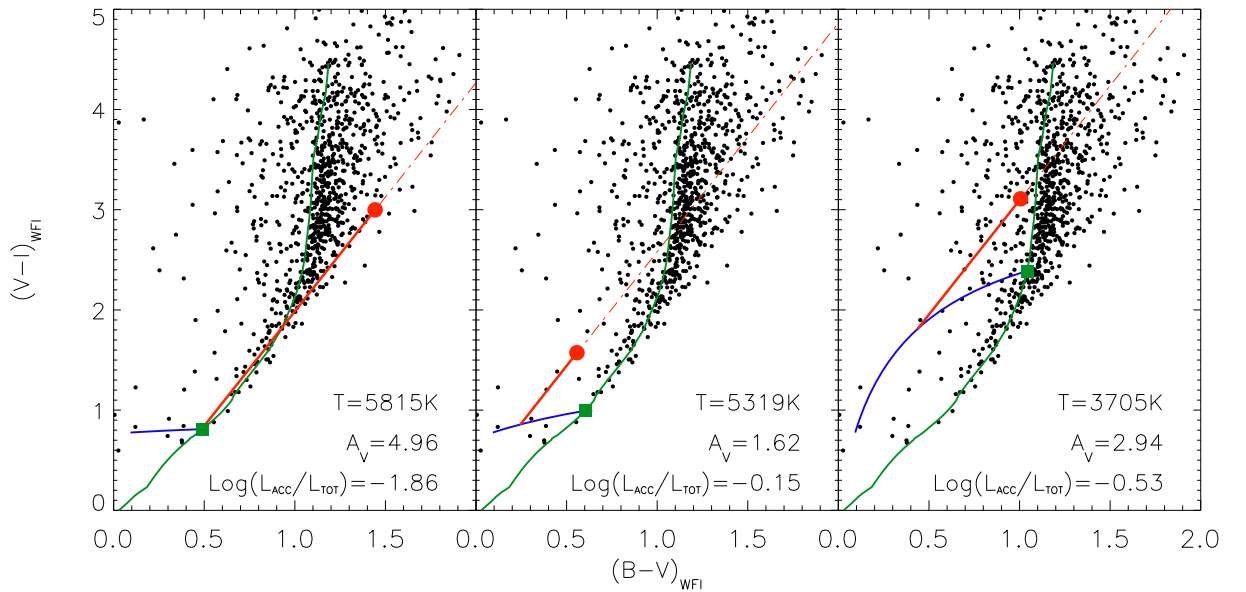 5
4
3
2
1
0
(V−I)WFI
T=5815K
AV=4.96
Log(LACC/LTOT)=−1.86
T=5319K
AV=1.62
Log(LACC/LTOT)=−0.15
T=3705K
AV=2.94
Log(LACC/LTOT)=−0.53
0.0 0.5 1.0 1.5 0.0 0.5 1.0 1.5 0.0 0.5 1.0 1.5 2.0
(B−V)WFI